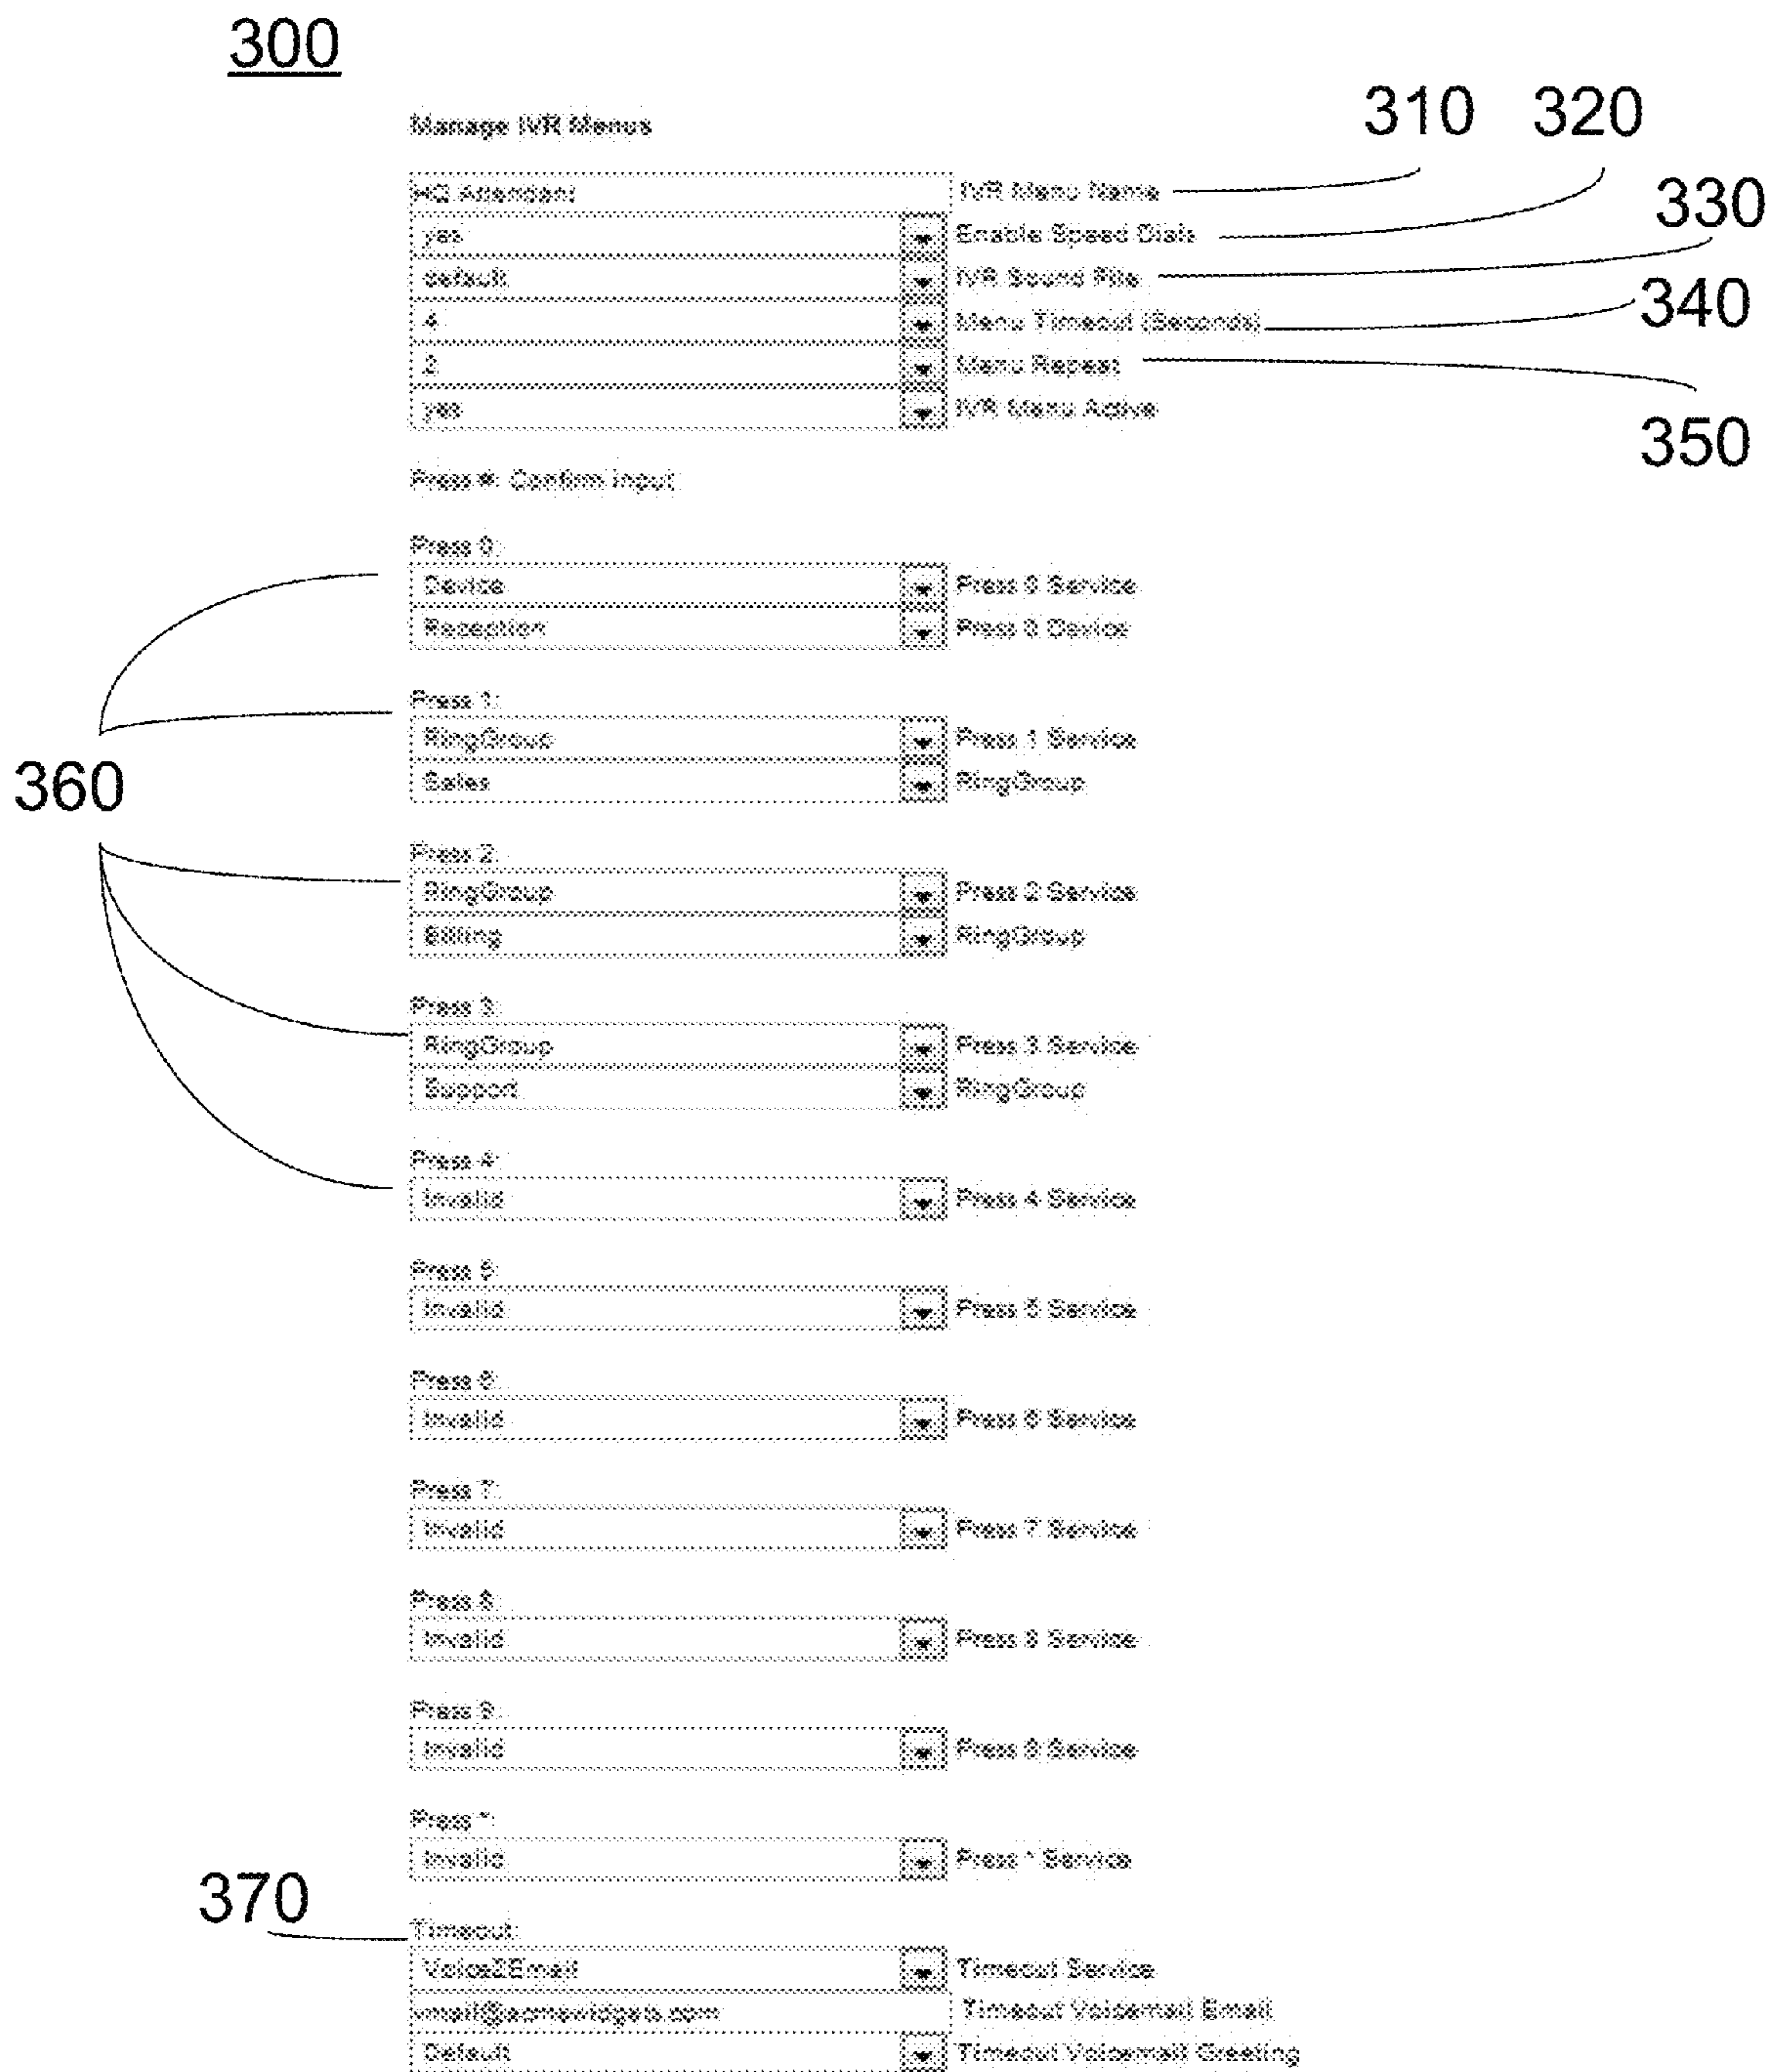 300
Manage IVR Menus
310 320
HQ Attendant IVR Menu Name
330
yes Enable Speed Dials
default IVR Sound File
340
4 Menu Timeout (Seconds)
2 Menu Repeat
yes IVR Menu Active
350
Press #: Confirm Input
Press 0:
Device Press 0 Service
Reception Press 0 Device
Press 1:
RingGroup Press 1 Service
360
Sales RingGroup
Press 2:
RingGroup Press 2 Service
Billing RingGroup
Press 3:
RingGroup Press 3 Service
Support RingGroup
Press 4:
Invalid Press 4 Service
Press 5:
Invalid Press 5 Service
Press 6:
Invalid Press 6 Service
Press 7:
Invalid Press 7 Service
Press 8:
Invalid Press 8 Service
Press 9:
Invalid Press 9 Service
Press *:
Invalid Press * Service
370
Timeout:
Voice2Email Timeout Service
vmail@acmewidgets.com Timeout Voicemail Email
Default Timeout Voicemail Greeting